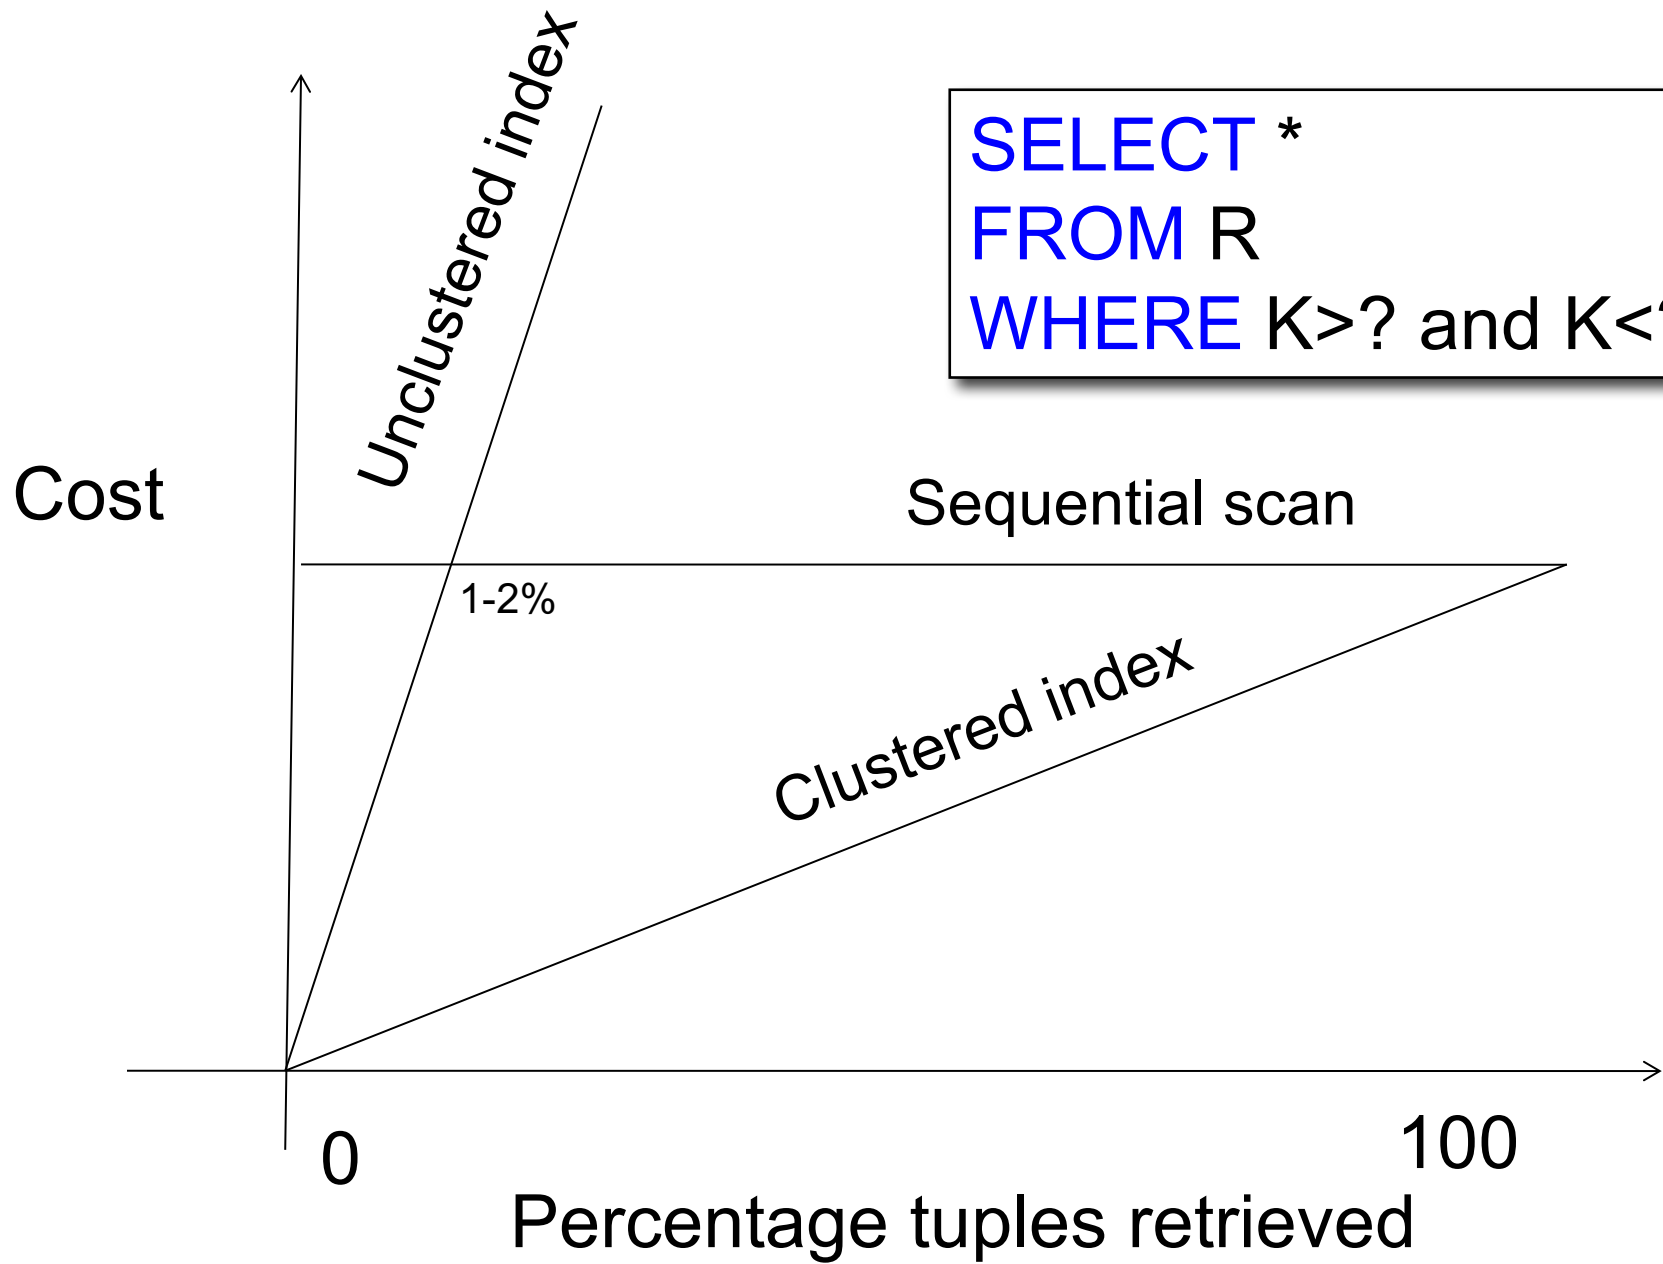 Unclustered index
SELECT *
FROM R
WHERE K>? and K<?
Cost
Sequential scan
1-2%
Clustered index
0
100
Percentage tuples retrieved